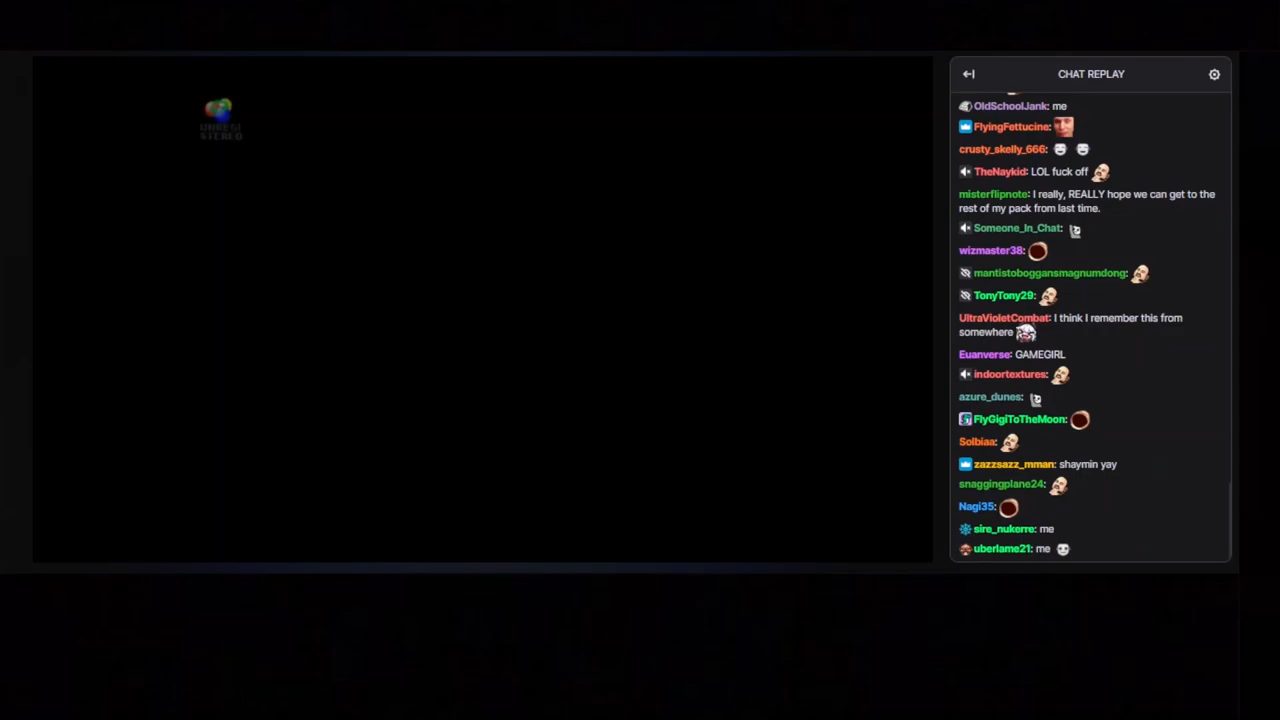 CHAT REPLAY
OldSchoolJank: me
FlyingFettucine:
crusty_skelly_666:
TheNaykid: LOL fuck off
misterflipnote: I really, REALLY hope we can get to the
rest of my pack from last time.
Someone_In_Chat:
wizmaster38:
mantistoboggansmagnumdong:
TonyTony29:
UltraVioletCombat: I think I remember this from
somewhere
Euanverse: GAMEGIRL
indoortextures:
azure_dunes:
FlyGigiToTheMoon:
Solbiaa:
zazzsazz_mman: shaymin yay
snaggingplane24:
Nagi35:
sire_nukerre: me
uberlame21: me